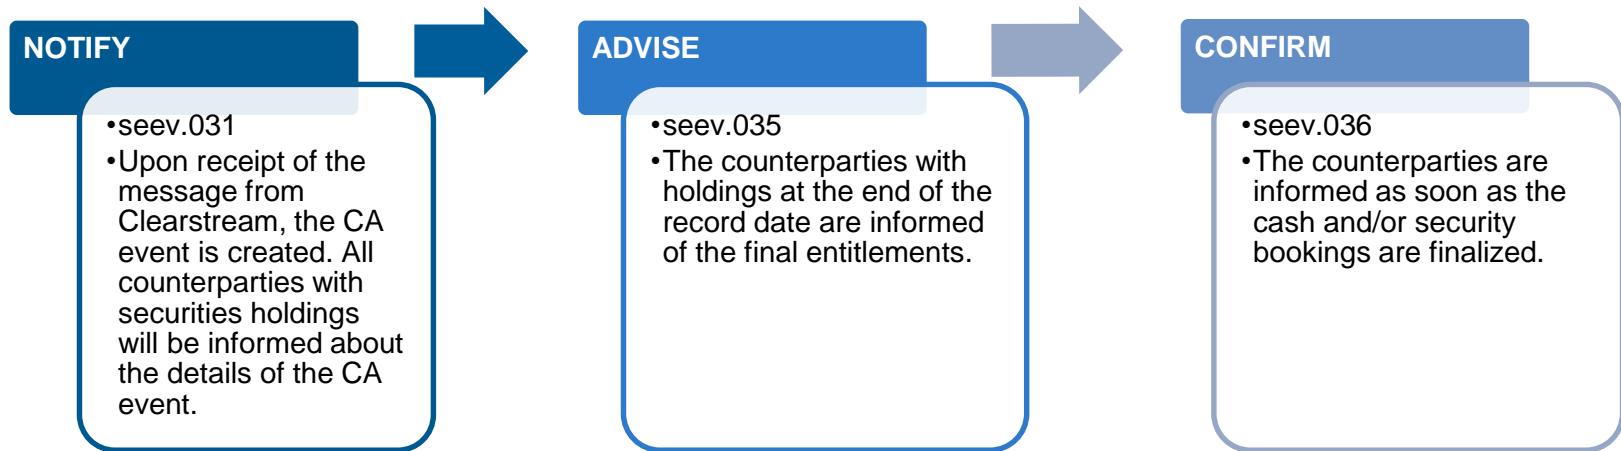 NOTIFY
•seev.031
•Upon receipt of the
message from
Clearstream, the CA
event is created. All
counterparties with
securities holdings
will be informed about
the details of the CA
event.
ADVISE
•seev.035
•The counterparties with
holdings at the end of the
record date are informed
of the final entitlements.
CONFIRM
•seev.036
•The counterparties are
informed as soon as the
cash and/or security
bookings are finalized.